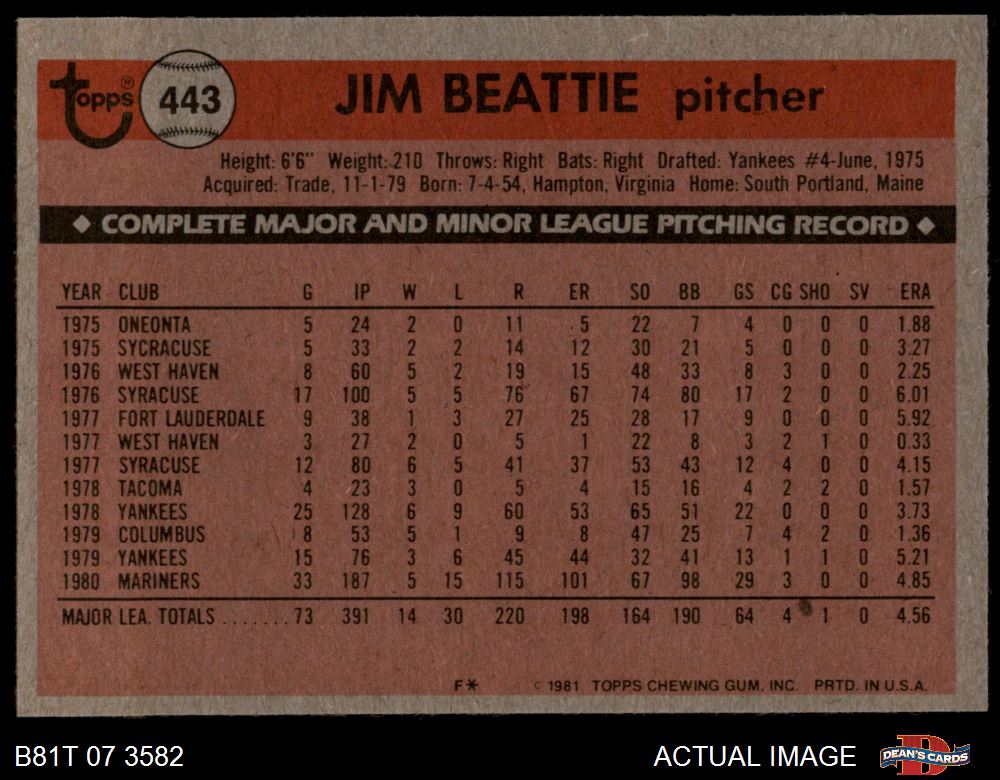 Topps® 443 JIM BEATTIE pitcher
Height: 6'6" Weight: 210 Throws: Right Bats: Right Drafted: Yankees #4-June, 1975
Acquired: Trade, 11-1-79 Born: 7-4-54, Hampton, Virginia Home: South Portland, Maine
◆ COMPLETE MAJOR AND MINOR LEAGUE PITCHING RECORD ◆
YEAR CLUB G IP W L R ER SO BB GS CG SHO SV ERA
1975 ONEONTA 5 24 2 0 11 5 22 7 4 0 0 0 1.88
1975 SYCRACUSE 5 33 2 2 14 12 30 21 5 0 0 0 3.27
1976 WEST HAVEN 8 60 5 2 19 15 48 33 8 3 0 0 2.25
1976 SYRACUSE 17 100 5 5 76 67 74 80 17 2 0 0 6.01
1977 FORT LAUDERDALE 9 38 1 3 27 25 28 17 9 0 0 0 5.92
1977 WEST HAVEN 3 27 2 0 5 1 22 8 3 2 1 0 0.33
1977 SYRACUSE 12 80 6 5 41 37 53 43 12 4 0 0 4.15
1978 TACOMA 4 23 3 0 5 4 15 16 4 2 2 0 1.57
1978 YANKEES 25 128 6 9 60 53 65 51 22 0 0 0 3.73
1979 COLUMBUS 8 53 5 1 9 8 47 25 7 4 2 0 1.36
1979 YANKEES 15 76 3 6 45 44 32 41 13 1 1 0 5.21
1980 MARINERS 33 187 5 15 115 101 67 98 29 3 0 0 4.85
MAJOR LEA. TOTALS ....... 73 391 14 30 220 198 164 190 64 4 1 0 4.56
F* © 1981 TOPPS CHEWING GUM, INC. PRTD. IN U.S.A.
B81T 07 3582 ACTUAL IMAGE DEAN'S CARDS